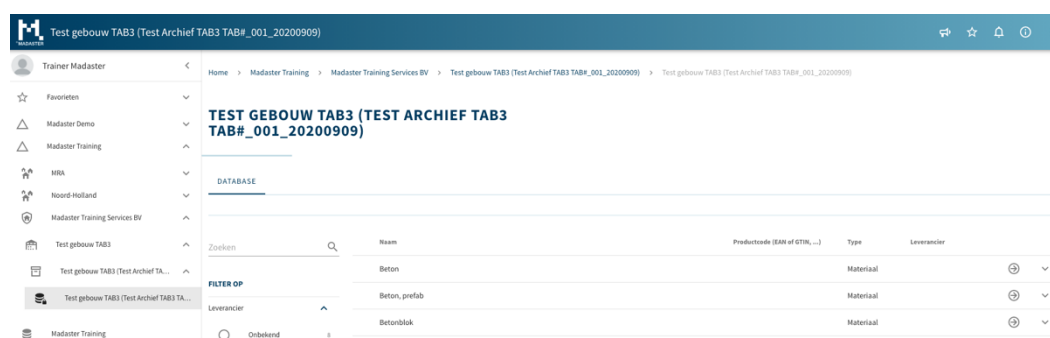 MADASTER
Test gebouw TAB3 (Test Archief TAB3 TAB#_001_20200909)
Trainer Madaster
Home > Madaster Training > Madaster Training Services BV > Test gebouw TAB3 (Test Archief TAB3 TAB#_001_20200909) > Test gebouw TAB3 (Test Archief TAB3 TAB#_001_20200909)
Favorieten
Madaster Demo
Madaster Training
MRA
Noord-Holland
Madaster Training Services BV
Test gebouw TAB3
Test gebouw TAB3 (Test Archief TA...
Test gebouw TAB3 (Test Archief TAB3 TA...
Madaster Training
TEST GEBOUW TAB3 (TEST ARCHIEF TAB3
TAB#_001_20200909)
DATABASE
Zoeken
FILTER OP
Leverancier
Onbekend 8
Naam Productcode (EAN of GTIN, ...) Type Leverancier
Beton Materiaal
Beton, prefab Materiaal
Betonblok Materiaal